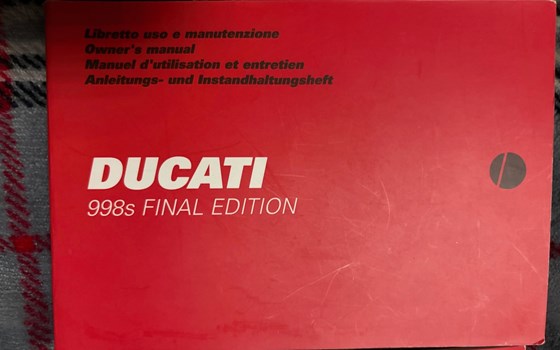 Libretto uso e manutenzione
Owner's manual
Manuel d'utilisation et entretien
Anleitungs- und Instandhaltungsheft
DUCATI
998s FINAL EDITION